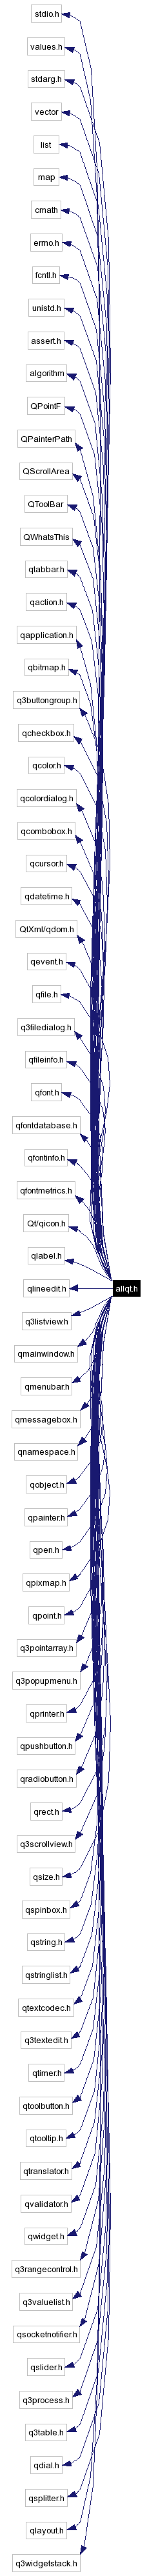 stdio.h
values.h
stdarg.h
vector
list
map
cmath
errno.h
fcntl.h
unistd.h
assert.h
algorithm
QPointF
QPainterPath
QScrollArea
QToolBar
QWhatsThis
qtabbar.h
qaction.h
qapplication.h
qbitmap.h
q3buttongroup.h
qcheckbox.h
qcolor.h
qcolordialog.h
qcombobox.h
qcursor.h
qdatetime.h
QtXml/qdom.h
qevent.h
qfile.h
q3filedialog.h
qfileinfo.h
qfont.h
qfontdatabase.h
qfontinfo.h
qfontmetrics.h
Qt/qicon.h
qlabel.h
allqt.h
qlineedit.h
q3listview.h
qmainwindow.h
qmenubar.h
qmessagebox.h
qnamespace.h
qobject.h
qpainter.h
qpen.h
qpixmap.h
qpoint.h
q3pointarray.h
q3popupmenu.h
qprinter.h
qpushbutton.h
qradiobutton.h
qrect.h
q3scrollview.h
qsize.h
qspinbox.h
qstring.h
qstringlist.h
qtextcodec.h
q3textedit.h
qtimer.h
qtoolbutton.h
qtooltip.h
qtranslator.h
qvalidator.h
qwidget.h
q3rangecontrol.h
q3valuelist.h
qsocketnotifier.h
qslider.h
q3process.h
q3table.h
qdial.h
qsplitter.h
qlayout.h
q3widgetstack.h